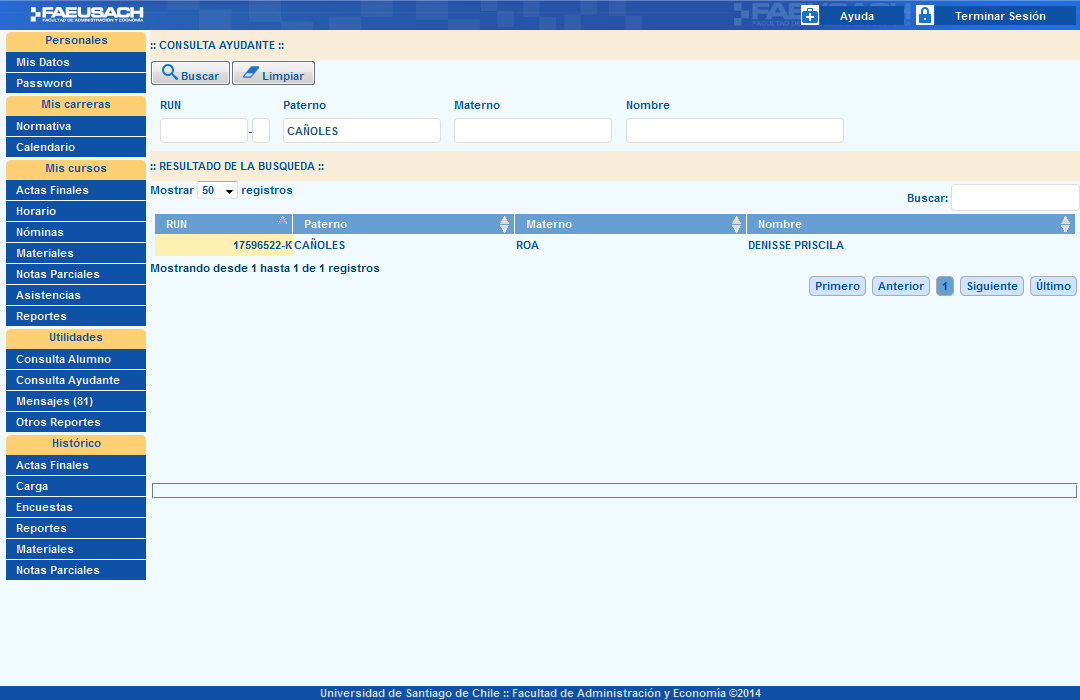 FAEUSACH
FACULTAD DE ADMINISTRACIÓN Y ECONOMÍA
Ayuda
Terminar Sesión
Personales
Mis Datos
Password
Mis carreras
Normativa
Calendario
Mis cursos
Actas Finales
Horario
Nóminas
Materiales
Notas Parciales
Asistencias
Reportes
Utilidades
Consulta Alumno
Consulta Ayudante
Mensajes (81)
Otros Reportes
Histórico
Actas Finales
Carga
Encuestas
Reportes
Materiales
Notas Parciales
:: CONSULTA AYUDANTE ::
Buscar Limpiar
RUN Paterno Materno Nombre
- CAÑOLES
:: RESULTADO DE LA BUSQUEDA ::
Mostrar 50 registros
Buscar:
RUN Paterno Materno Nombre
17596522-K CAÑOLES ROA DENISSE PRISCILA
Mostrando desde 1 hasta 1 de 1 registros
Primero Anterior 1 Siguiente Último
Universidad de Santiago de Chile :: Facultad de Administración y Economía ©2014